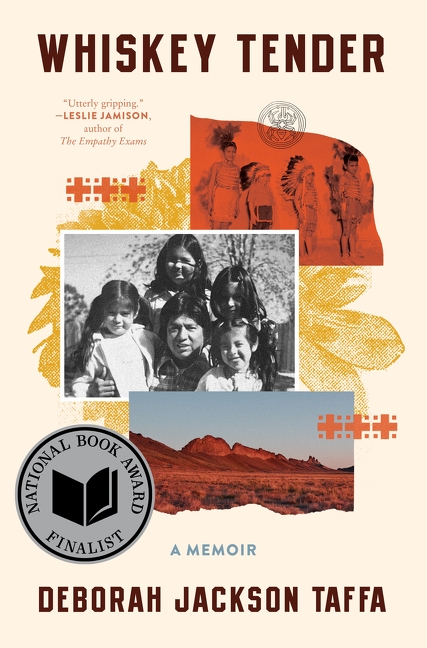 WHISKEY TENDER
“Utterly gripping.”
—LESLIE JAMISON,
author of
The Empathy Exams
NATIONAL BOOK AWARD
FINALIST
A MEMOIR
DEBORAH JACKSON TAFFA